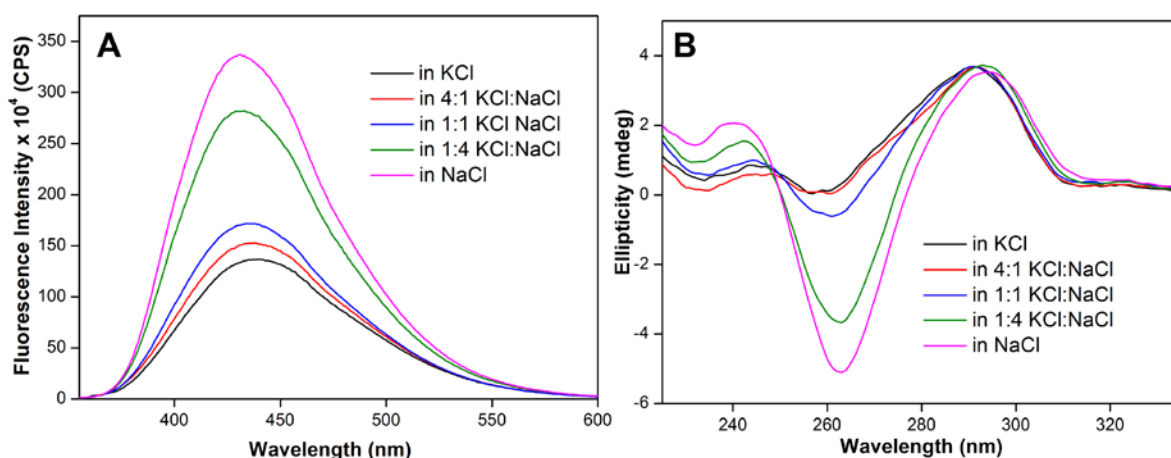 A
Fluorescence Intensity x 10⁴ (CPS)
350
300
250
200
150
100
50
0
in KCl
in 4:1 KCl:NaCl
in 1:1 KCl NaCl
in 1:4 KCl:NaCl
in NaCl
400 450 500 550 600
Wavelength (nm)
B
Ellipticity (mdeg)
4
2
0
-2
-4
-6
in KCl
in 4:1 KCl:NaCl
in 1:1 KCl:NaCl
in 1:4 KCl:NaCl
in NaCl
240 260 280 300 320
Wavelength (nm)